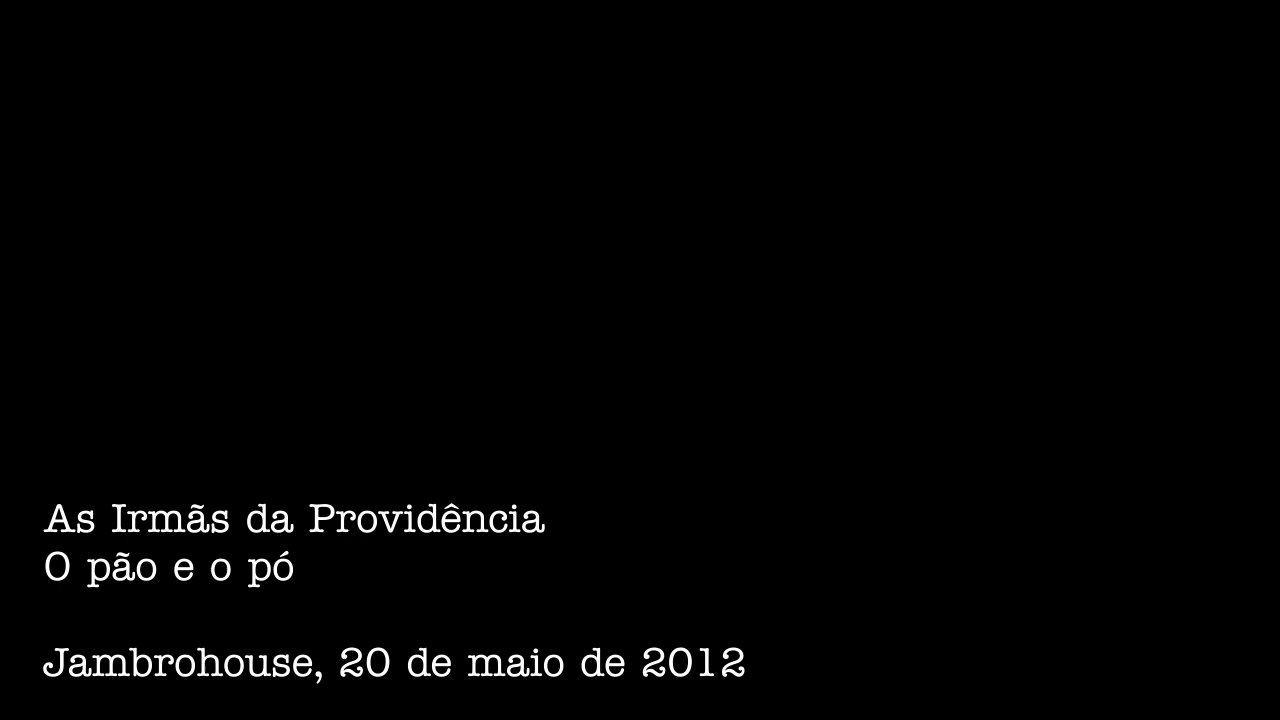 As Irmãs da Providência
O pão e o pó
Jambrohouse, 20 de maio de 2012